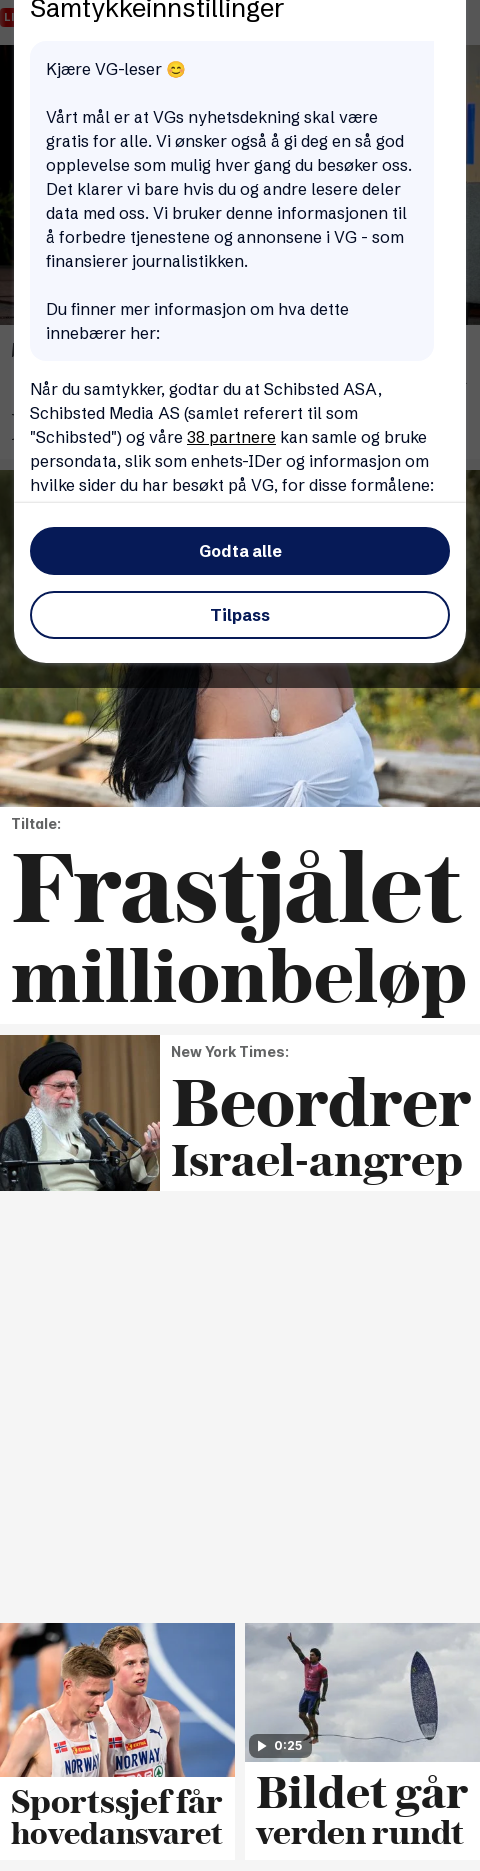 Samtykkeinnstillinger
Kjære VG-leser 😊
Vårt mål er at VGs nyhetsdekning skal være
gratis for alle. Vi ønsker også å gi deg en så god
opplevelse som mulig hver gang du besøker oss.
Det klarer vi bare hvis du og andre lesere deler
data med oss. Vi bruker denne informasjonen til
å forbedre tjenestene og annonsene i VG - som
finansierer journalistikken.
Du finner mer informasjon om hva dette
innebærer her:
Når du samtykker, godtar du at Schibsted ASA,
Schibsted Media AS (samlet referert til som
"Schibsted") og våre 38 partnere kan samle og bruke
persondata, slik som enhets-IDer og informasjon om
hvilke sider du har besøkt på VG, for disse formålene:
Godta alle
Tilpass
Tiltale:
Frastjålet
millionbeløp
New York Times:
Beordrer
Israel-angrep
NORWAY
NORWAY
0:25
Sportssjef får
hovedansvaret
Bildet går
verden rundt